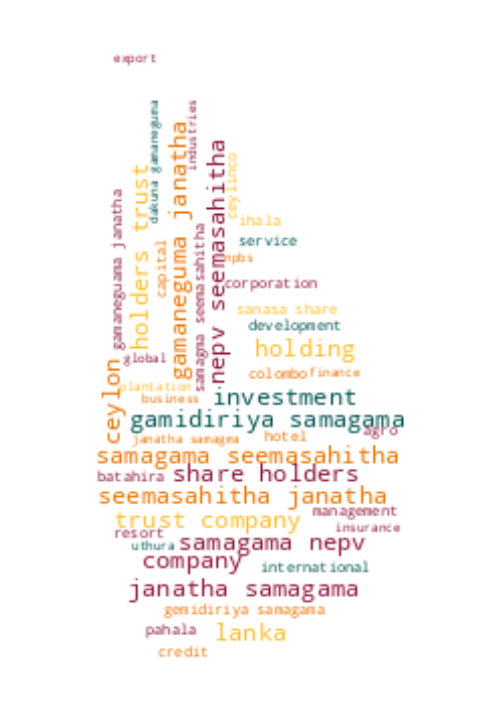 export
dakuna gamaneguna
industries
gamaneguma janatha
nepv seemasahitha
ceylinco
holders trust
gamaneguama janatha
capital
samagma seemasahitha
ihala
service
npbs
corporation
sanasa share
development
holding
global
ceylon
colombo
finance
plantation
business
investment
gamidiriya samagama
agro
janatha samagma
hotel
samagama seemasahitha
batahira
share holders
seemasahitha janatha
management
trust company
insurance
resort
uthura
samagama nepv
company
international
janatha samagama
gemidiriya samagama
pahala
lanka
credit